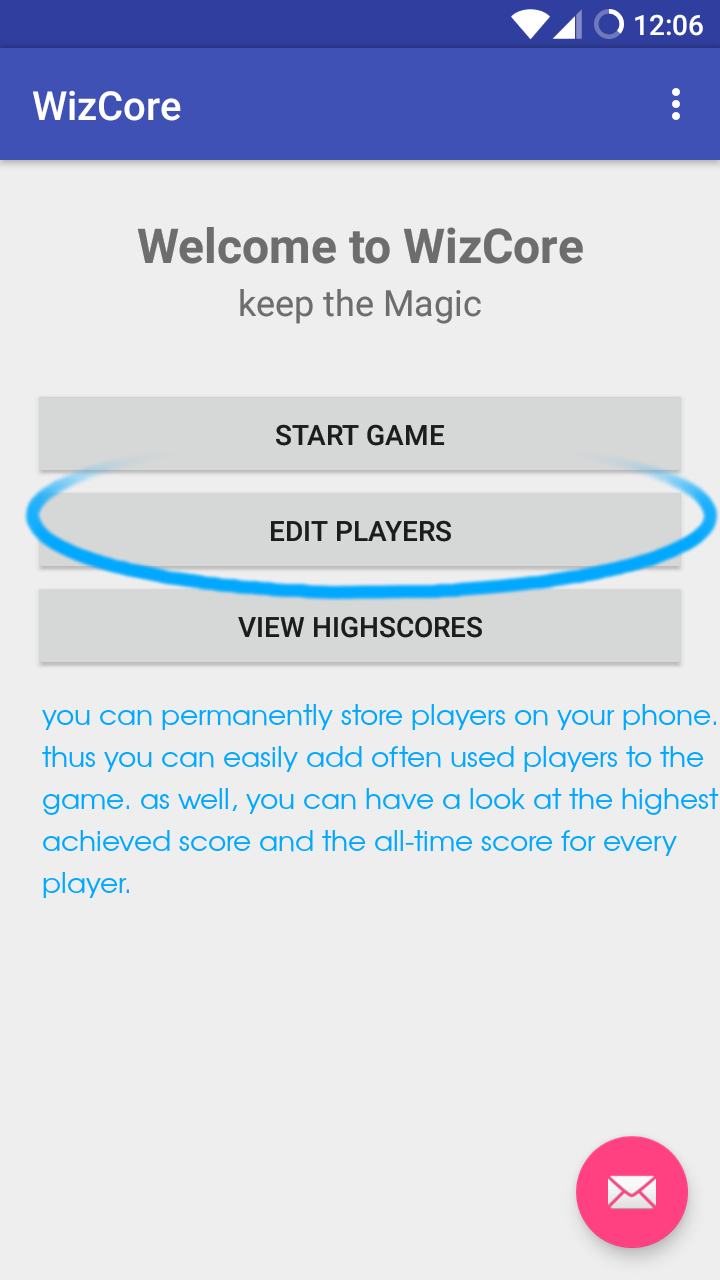 12:06
WizCore
Welcome to WizCore
keep the Magic
START GAME
EDIT PLAYERS
VIEW HIGHSCORES
you can permanently store players on your phone.
thus you can easily add often used players to the
game. as well, you can have a look at the highest
achieved score and the all-time score for every
player.